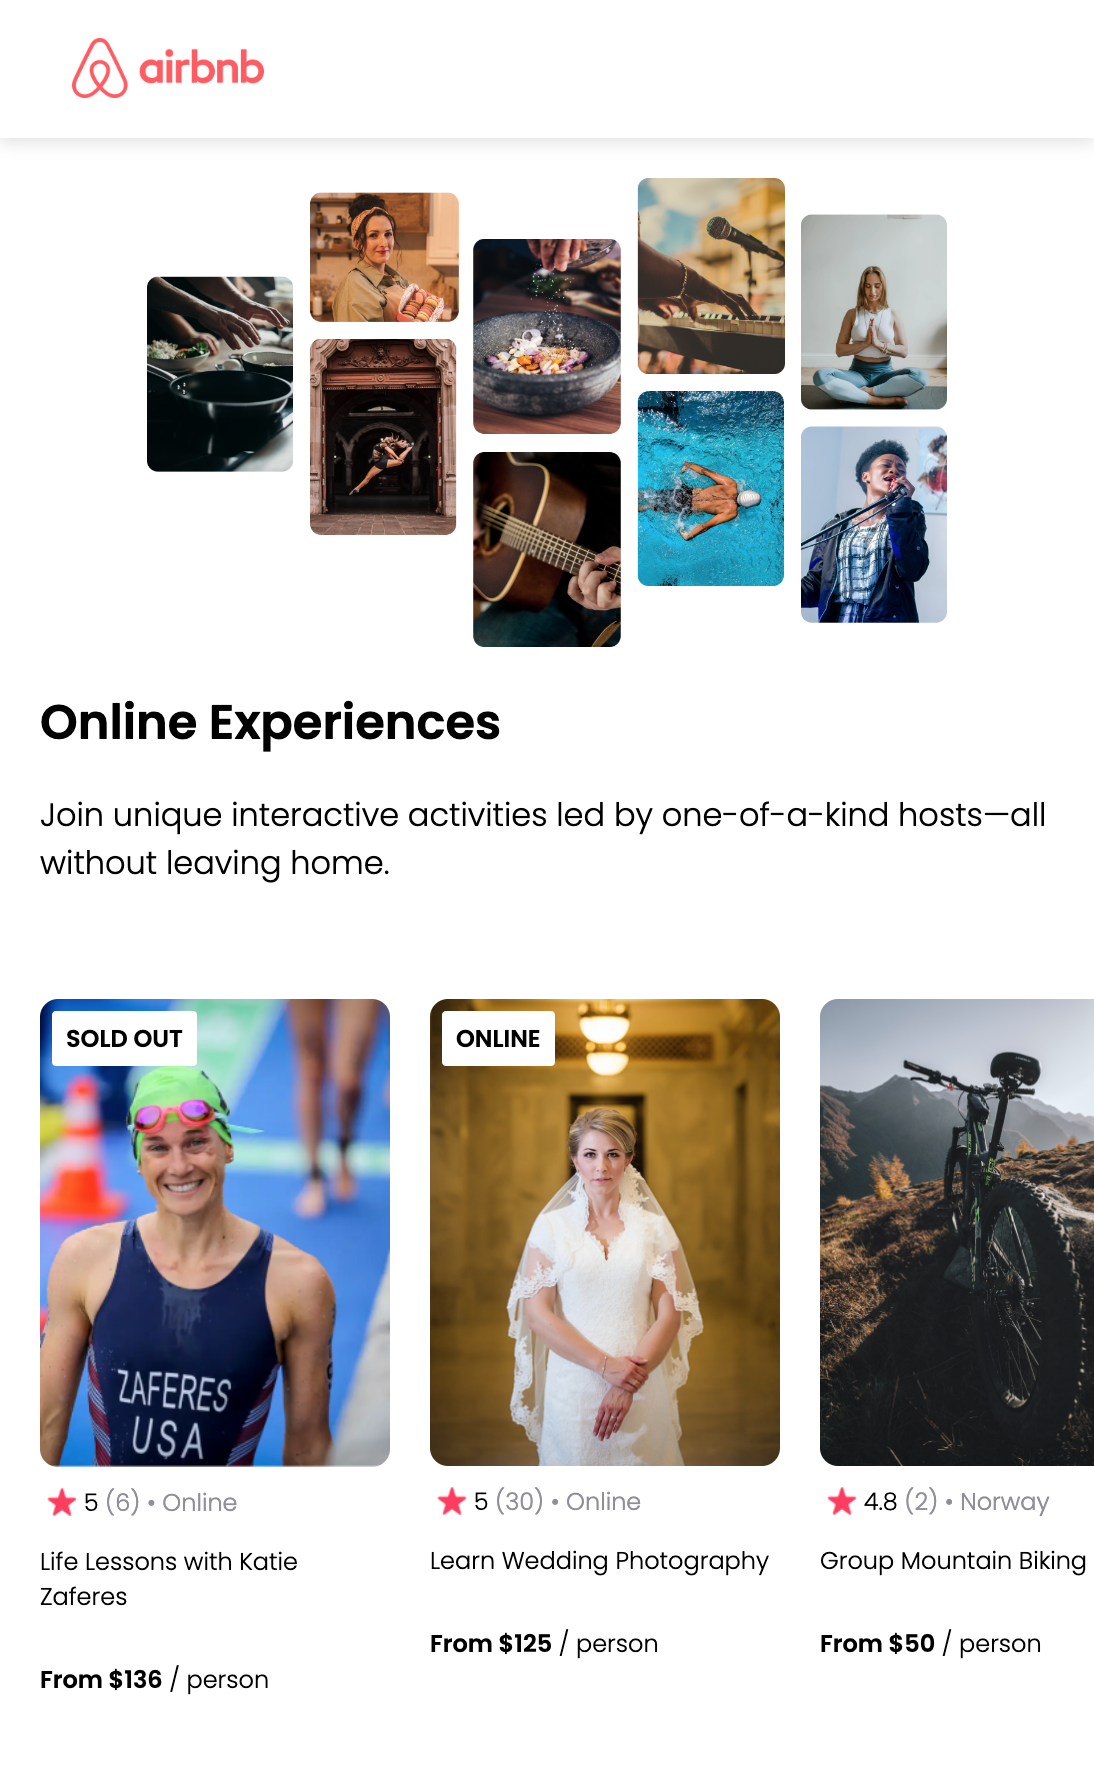 airbnb
Online Experiences
Join unique interactive activities led by one-of-a-kind hosts—all
without leaving home.
SOLD OUT
ZAFERES
USA
5 (6) • Online
Life Lessons with Katie
Zaferes
From $136 / person
ONLINE
5 (30) • Online
Learn Wedding Photography
From $125 / person
4.8 (2) • Norway
Group Mountain Biking
From $50 / person